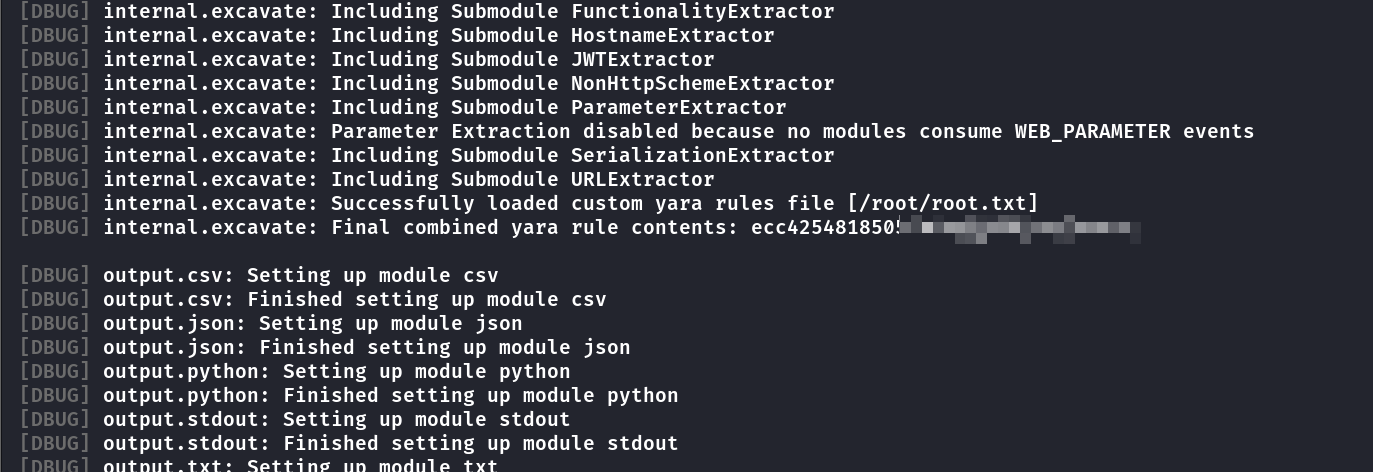 [DBUG] internal.excavate: Including Submodule FunctionalityExtractor
[DBUG] internal.excavate: Including Submodule HostnameExtractor
[DBUG] internal.excavate: Including Submodule JWTExtractor
[DBUG] internal.excavate: Including Submodule NonHttpSchemeExtractor
[DBUG] internal.excavate: Including Submodule ParameterExtractor
[DBUG] internal.excavate: Parameter Extraction disabled because no modules consume WEB_PARAMETER events
[DBUG] internal.excavate: Including Submodule SerializationExtractor
[DBUG] internal.excavate: Including Submodule URLExtractor
[DBUG] internal.excavate: Successfully loaded custom yara rules file [/root/root.txt]
[DBUG] internal.excavate: Final combined yara rule contents: ecc425481850
[DBUG] output.csv: Setting up module csv
[DBUG] output.csv: Finished setting up module csv
[DBUG] output.json: Setting up module json
[DBUG] output.json: Finished setting up module json
[DBUG] output.python: Setting up module python
[DBUG] output.python: Finished setting up module python
[DBUG] output.stdout: Setting up module stdout
[DBUG] output.stdout: Finished setting up module stdout
[DBUG] output.txt: Setting up module txt